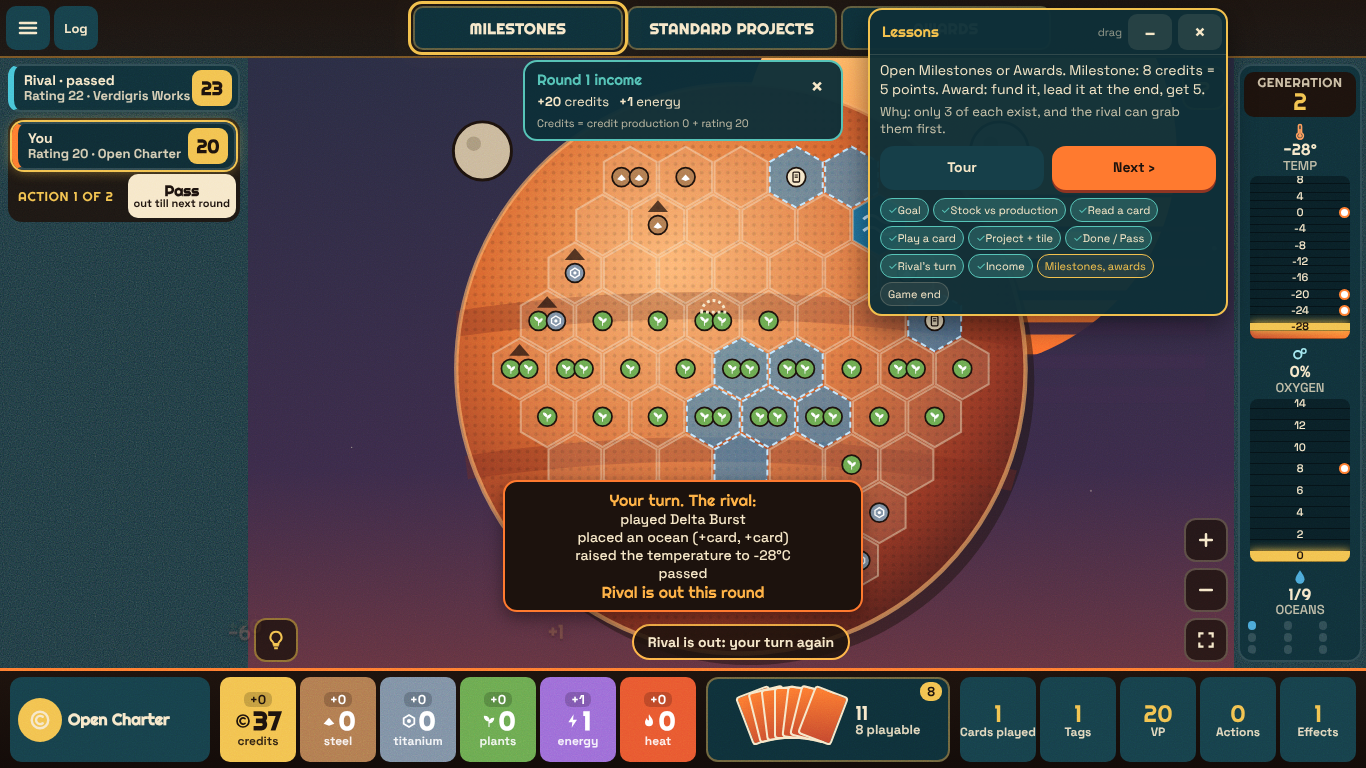 Log
MILESTONES
STANDARD PROJECTS
Rival · passed
Rating 22 · Verdigris Works
23
You
Rating 20 · Open Charter
20
ACTION 1 OF 2
Pass
out till next round
Round 1 income
×
+20 credits +1 energy
Credits = credit production 0 + rating 20
Lessons
drag
–
×
Open Milestones or Awards. Milestone: 8 credits =
5 points. Award: fund it, lead it at the end, get 5.
Why: only 3 of each exist, and the rival can grab
them first.
Tour
Next >
✓Goal
✓Stock vs production
✓Read a card
✓Play a card
✓Project + tile
✓Done / Pass
✓Rival's turn
✓Income
Milestones, awards
Game end
GENERATION
2
-28°
TEMP
8
4
0
-4
-8
-12
-16
-20
-24
-28
0%
OXYGEN
14
12
10
8
6
4
2
0
1/9
OCEANS
Your turn. The rival:
played Delta Burst
placed an ocean (+card, +card)
raised the temperature to -28°C
passed
Rival is out this round
-6
+1
Rival is out: your turn again
+
–
© Open Charter
+0
©37
credits
+0
0
steel
+0
0
titanium
+0
0
plants
+1
1
energy
+0
0
heat
8
11
8 playable
1
Cards played
1
Tags
20
VP
0
Actions
1
Effects